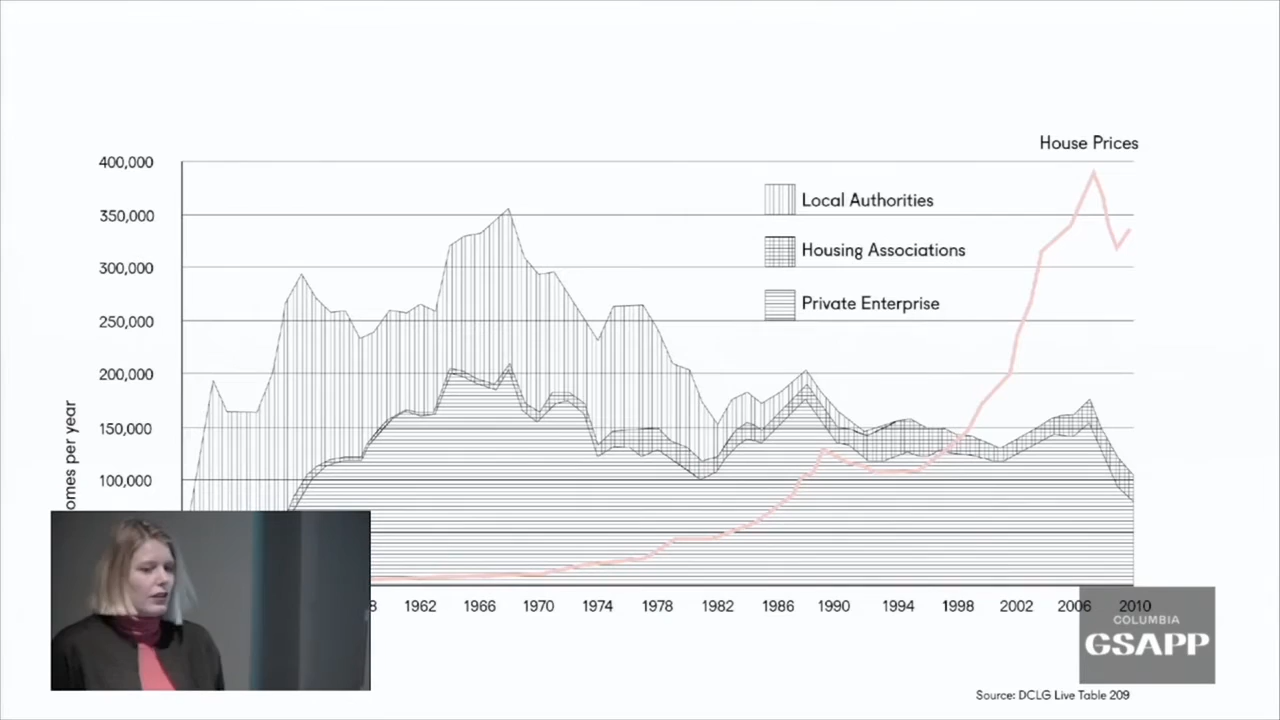 House Prices
400,000
350,000
300,000
250,000
200,000
150,000
100,000
Local Authorities
Housing Associations
Private Enterprise
per year
1962 1966 1970 1974 1978 1982 1986 1990 1994 1998 2002 2006 2010
COLUMBIA
GSAPP
Source: DCLG Live Table 209